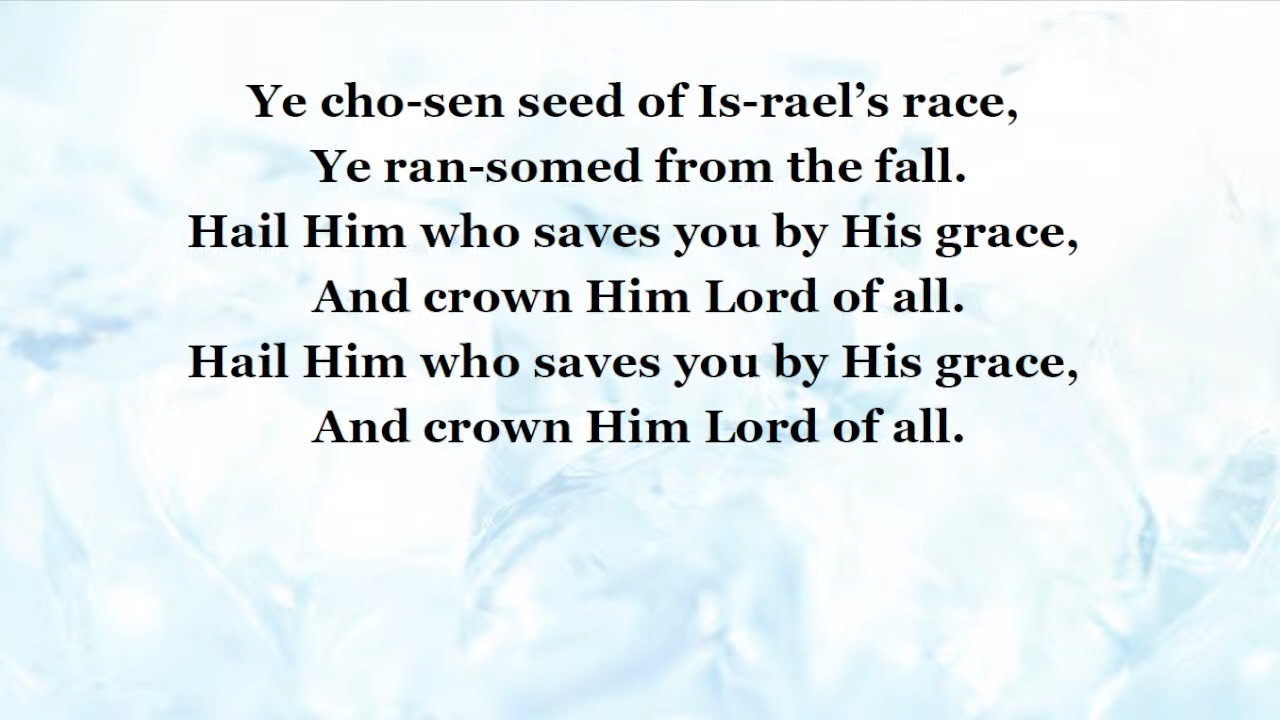 Ye cho-sen seed of Is-rael’s race,
Ye ran-somed from the fall.
Hail Him who saves you by His grace,
And crown Him Lord of all.
Hail Him who saves you by His grace,
And crown Him Lord of all.